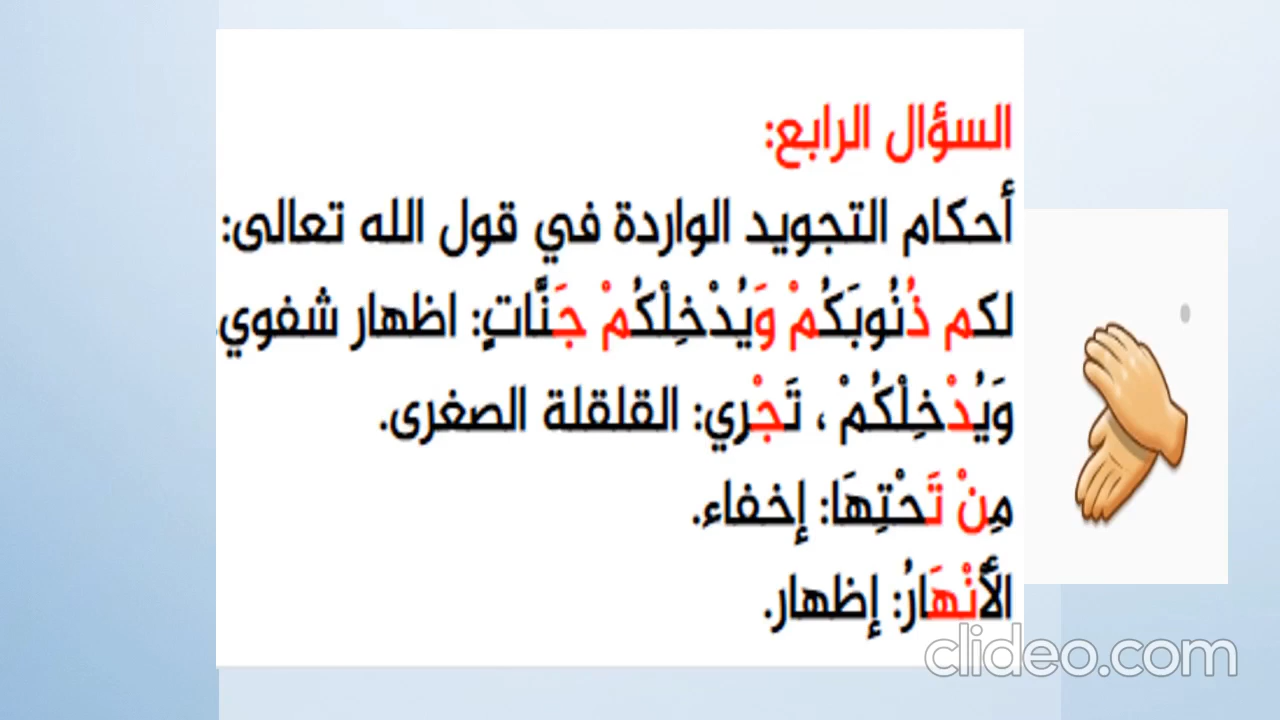 السؤال الرابع:
أحكام التجويد الواردة في قول الله تعالى:
لكم ذُنُوبَكُمْ وَيُدْخِلْكُمْ جَنَّاتٍ: اظهار شفوي.
وَيُدْخِلْكُمْ ، تَجْري: القلقلة الصغرى.
مِنْ تَحْتِهَا: إخفاء.
الأَنْهَارُ: إظهار.
clideo.com